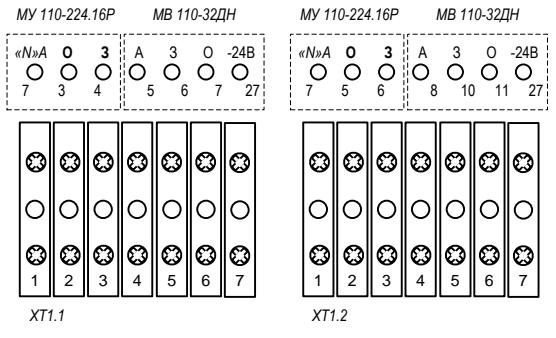 МУ 110-224.16Р МВ 110-32ДН МУ 110-224.16Р МВ 110-32ДН
«N»А О З А З О -24В «N»А О З А З О -24В
7 3 4 5 6 7 27 7 5 6 8 10 11 27
1 2 3 4 5 6 7 1 2 3 4 5 6 7
XT1.1 XT1.2